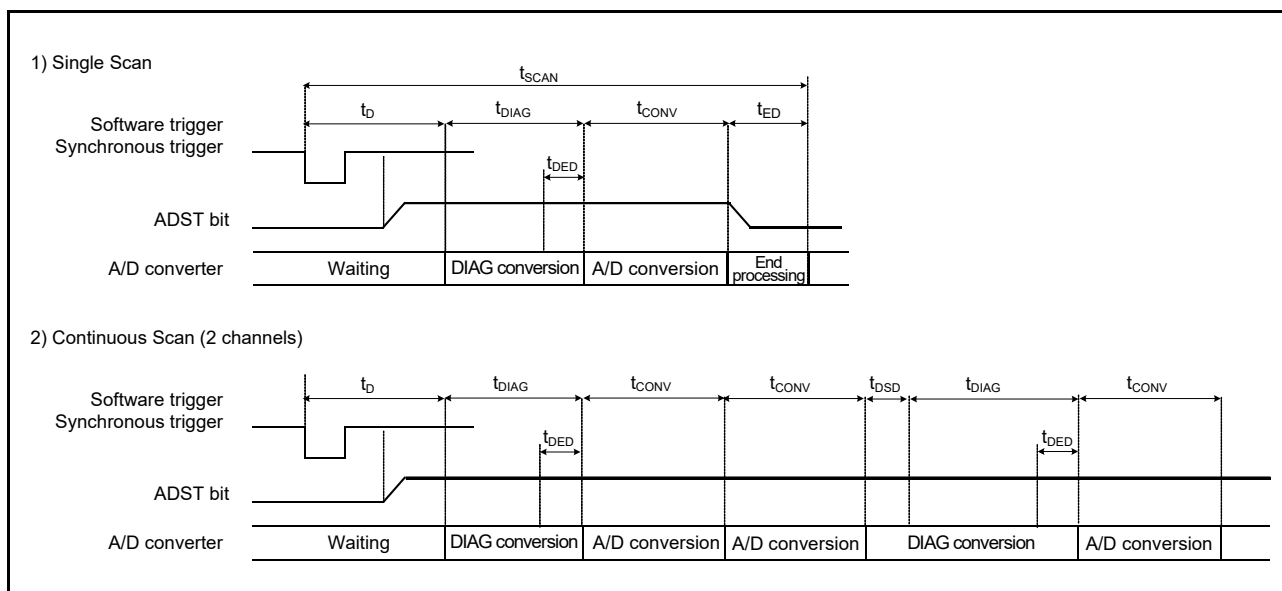 1) Single Scan
tSCAN
tD tDIAG tCONV tED
Software trigger
Synchronous trigger
tDED
ADST bit
A/D converter Waiting DIAG conversion A/D conversion End processing
2) Continuous Scan (2 channels)
tD tDIAG tCONV tCONV tDSD tDIAG tCONV
Software trigger
Synchronous trigger
tDED tDED
ADST bit
A/D converter Waiting DIAG conversion A/D conversion A/D conversion DIAG conversion A/D conversion